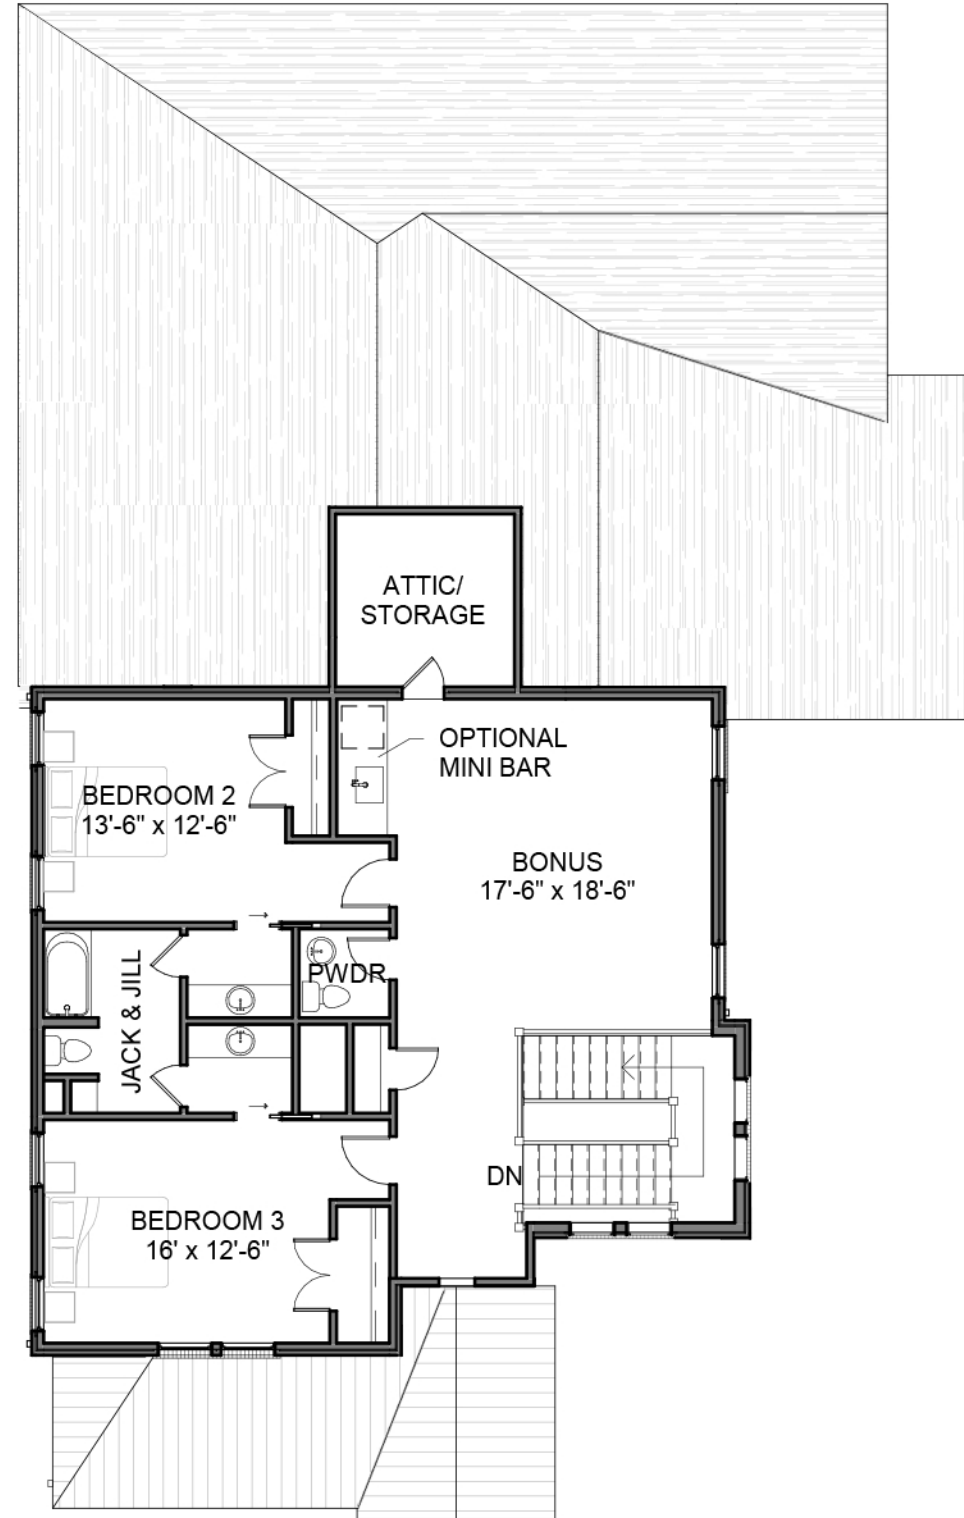 ATTIC/
STORAGE
OPTIONAL
MINI BAR
BEDROOM 2
13'-6" x 12'-6"
BONUS
17'-6" x 18'-6"
JACK & JILL
PWDR
DN
BEDROOM 3
16' x 12'-6"